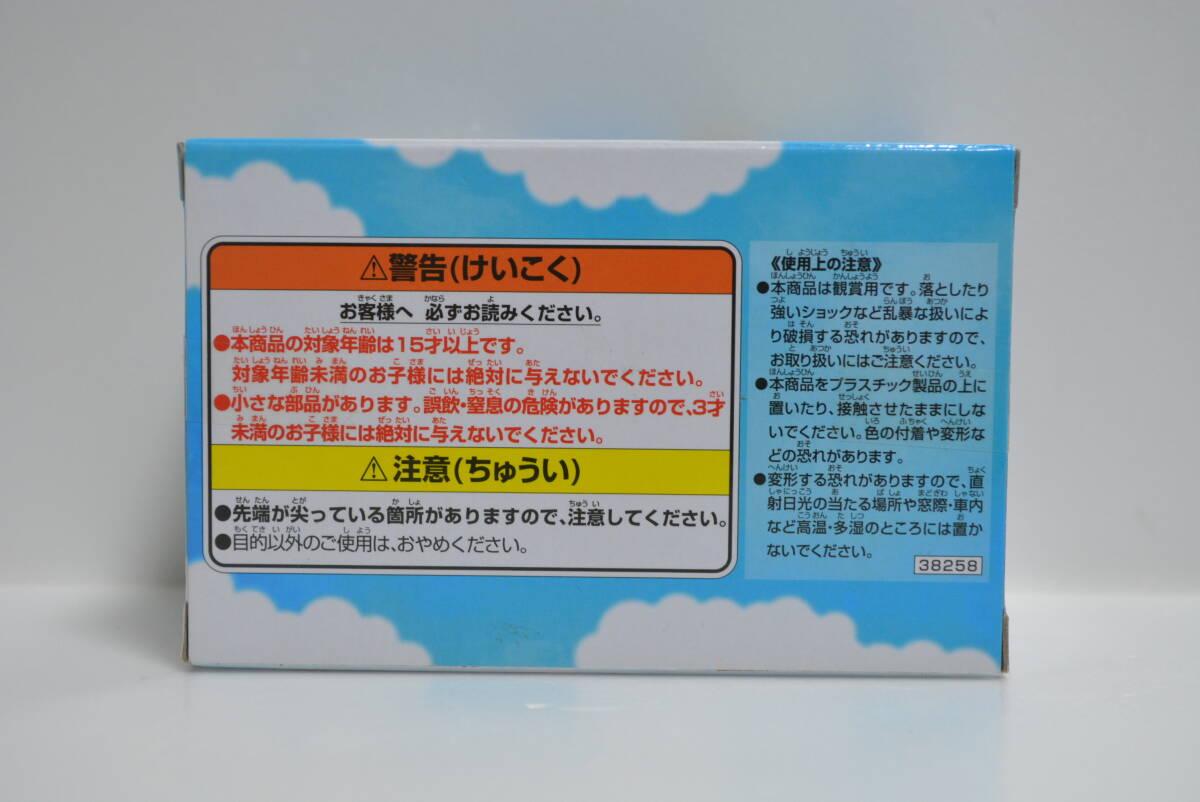 ⚠警告(けいこく)
お客様へ 必ずお読みください。
●本商品の対象年齢は15才以上です。
対象年齢未満のお子様には絶対に与えないでください。
●小さな部品があります。誤飲・窒息の危険がありますので、3才
未満のお子様には絶対に与えないでください。
⚠注意(ちゅうい)
●先端が尖っている箇所がありますので、注意してください。
●目的以外のご使用は、おやめください。
《使用上の注意》
●本商品は観賞用です。落としたり
強いショックなど乱暴な扱いによ
り破損する恐れがありますので、
お取り扱いにはご注意ください。
●本商品をプラスチック製品の上に
置いたり、接触させたままにしな
いでください。色の付着や変形な
どの恐れがあります。
●変形する恐れがありますので、直
射日光の当たる場所や窓際・車内
など高温・多湿のところには置か
ないでください。
38258